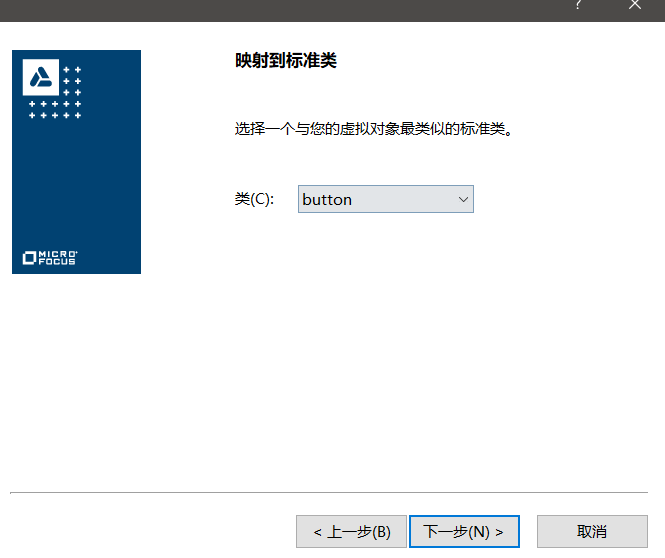 ?
映射到标准类
选择一个与您的虚拟对象最类似的标准类。
类(C):
button
MICRO
FOCUS
< 上一步(B)
下一步(N) >
取消